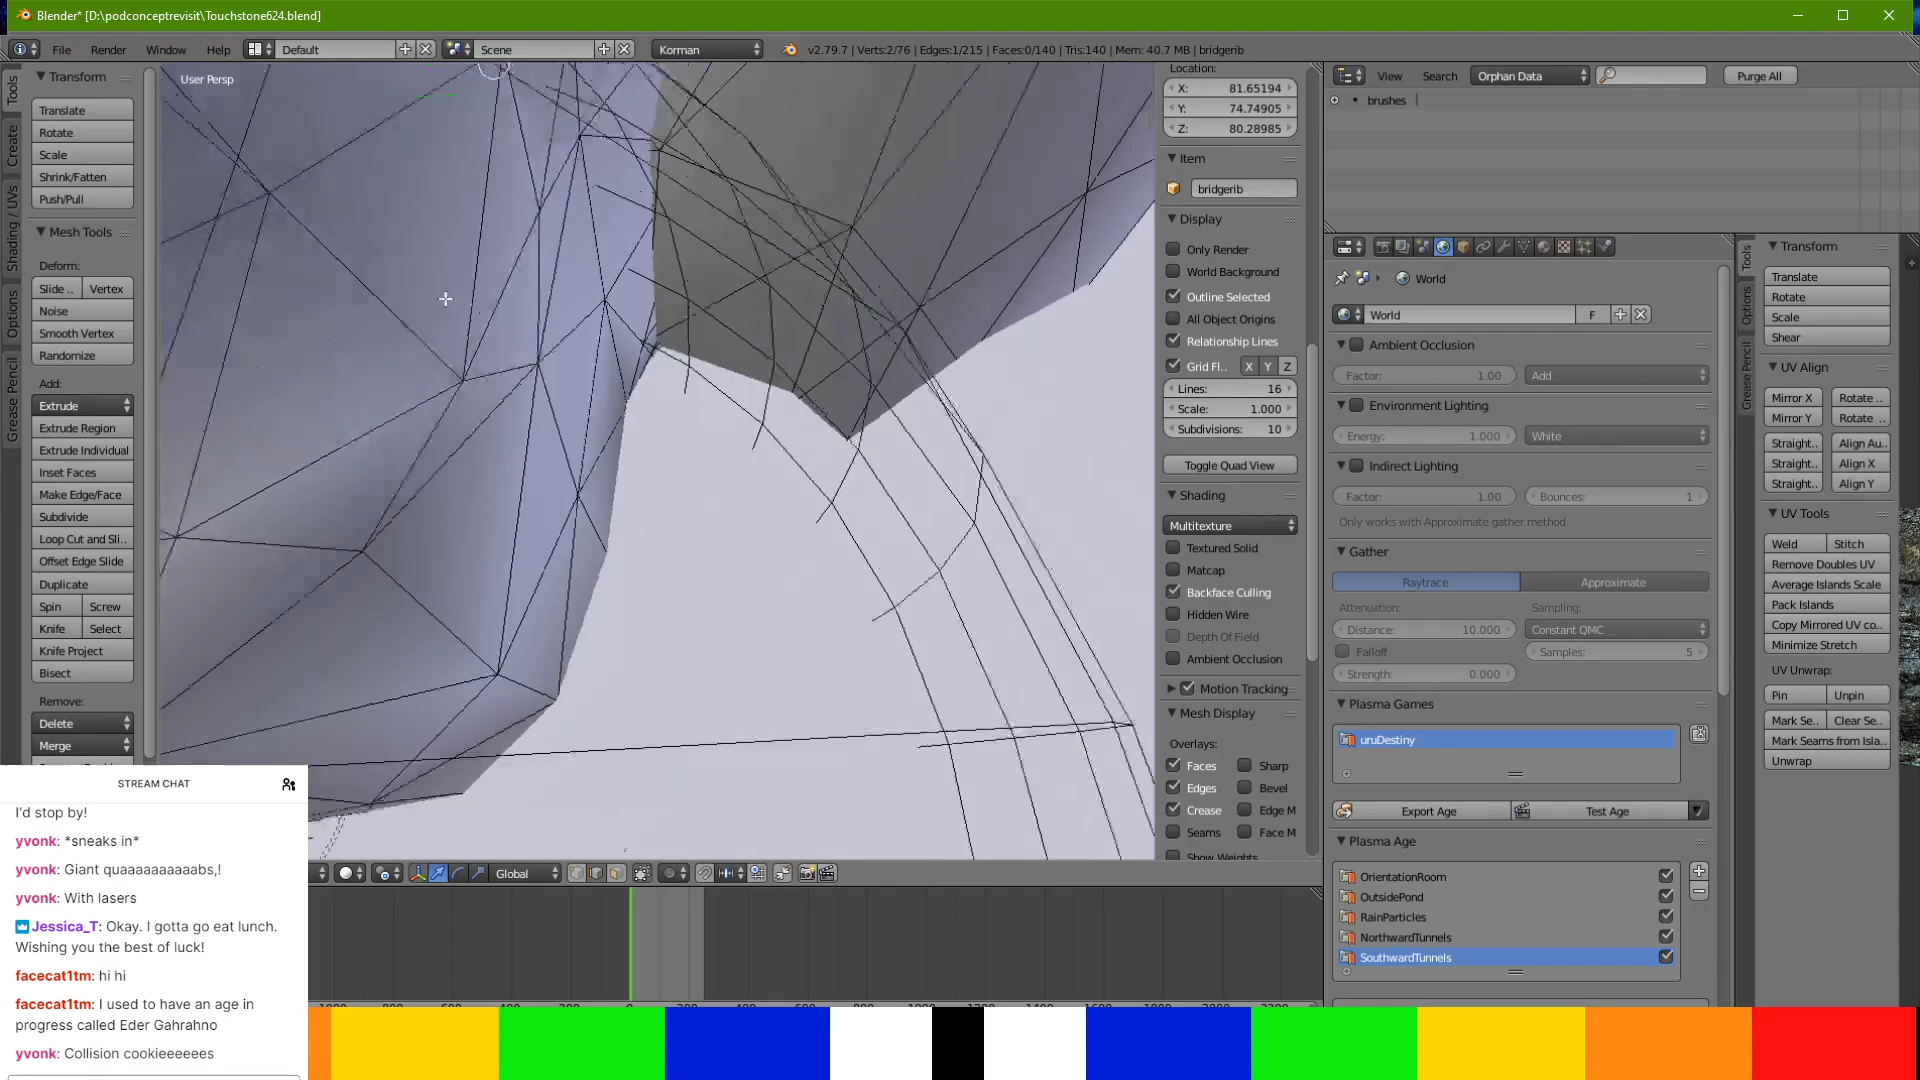 Blender* [D:\podconceptrevisit\Touchstone624.blend]
File Render Window Help Default Scene Korman v2.79.7 | Verts:2/76 | Edges:1/215 | Faces:0/140 | Tris:140 | Mem: 40.7 MB | bridgerib
Tools
Create
Shading / UVs
Options
Grease Pencil
Transform
Translate
Rotate
Scale
Shrink/Fatten
Push/Pull
Mesh Tools
Deform:
Slide .. Vertex
Noise
Smooth Vertex
Randomize
Add:
Extrude
Extrude Region
Extrude Individual
Inset Faces
Make Edge/Face
Subdivide
Loop Cut and Sli..
Offset Edge Slide
Duplicate
Spin Screw
Knife Select
Knife Project
Bisect
Remove:
Delete
Merge
User Persp
Location:
X: 81.65194
Y: 74.74905
Z: 80.28985
Item
bridgerib
Display
Only Render
World Background
Outline Selected
All Object Origins
Relationship Lines
Grid Fl.. X Y Z
Lines: 16
Scale: 1.000
Subdivisions: 10
Toggle Quad View
Shading
Multitexture
Textured Solid
Matcap
Backface Culling
Hidden Wire
Depth Of Field
Ambient Occlusion
Motion Tracking
Mesh Display
Overlays:
Faces Sharp
Edges Bevel
Crease Edge M
Seams Face M
Show Weights
View Search Orphan Data Purge All
brushes
World
World F
Ambient Occlusion
Factor: 1.00 Add
Environment Lighting
Energy: 1.000 White
Indirect Lighting
Factor: 1.00 Bounces: 1
Only works with Approximate gather method
Gather
Raytrace Approximate
Attenuation: Sampling:
Distance: 10.000 Constant QMC
Falloff Samples: 5
Strength: 0.000
Plasma Games
uruDestiny
Export Age Test Age
Plasma Age
OrientationRoom
OutsidePond
RainParticles
NorthwardTunnels
SouthwardTunnels
Tools
Options
Grease Pencil
Transform
Translate
Rotate
Scale
Shear
UV Align
Mirror X Rotate ..
Mirror Y Rotate ..
Straight.. Align Au..
Straight.. Align X
Straight.. Align Y
UV Tools
Weld Stitch
Remove Doubles UV
Average Islands Scale
Pack Islands
Copy Mirrored UV co..
Minimize Stretch
UV Unwrap:
Pin Unpin
Mark Se.. Clear Se..
Mark Seams from Isla..
Unwrap
Global
STREAM CHAT
I'd stop by!
yvonk: *sneaks in*
yvonk: Giant quaaaaaaaaaabs,!
yvonk: With lasers
Jessica_T: Okay. I gotta go eat lunch.
Wishing you the best of luck!
facecat1tm: hi hi
facecat1tm: I used to have an age in
progress called Eder Gahrahno
yvonk: Collision cookieeeeees